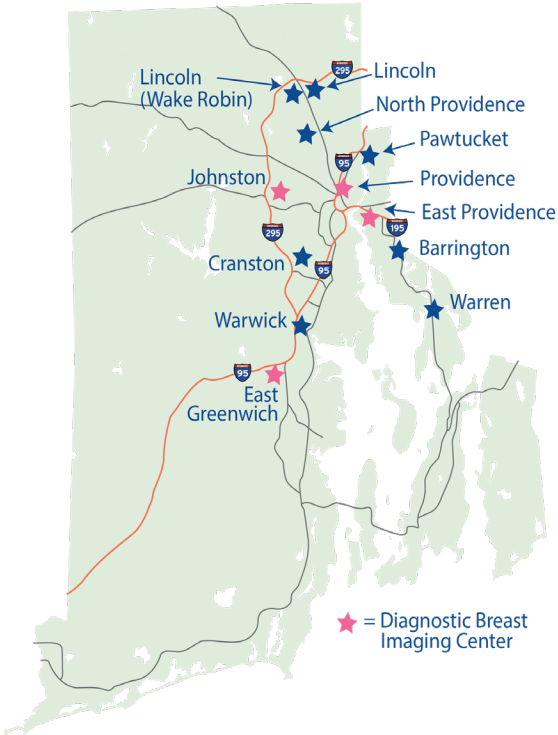 295
Lincoln
Lincoln
(Wake Robin)
North Providence
Pawtucket
95
Johnston
Providence
East Providence
295
195
Cranston
95
Barrington
Warren
Warwick
95
East
Greenwich
= Diagnostic Breast
Imaging Center